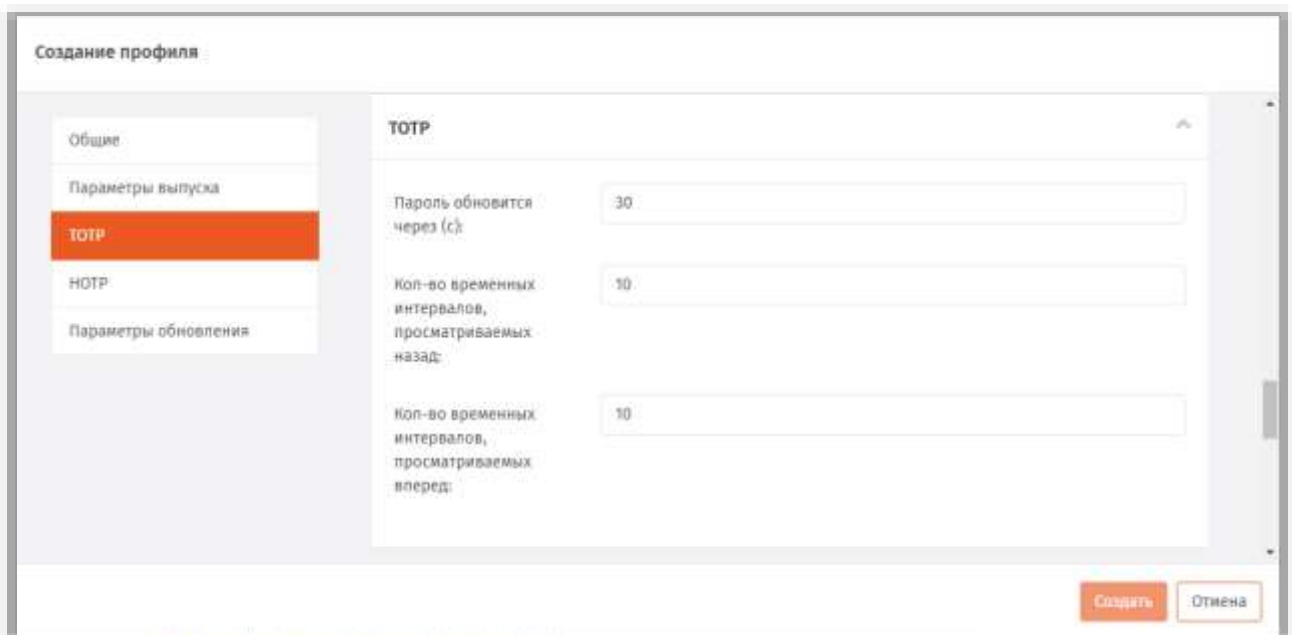 Создание профиля
Общие
Параметры выпуска
TOTP
HOTP
Параметры обновления
TOTP
Пароль обновится
через (с):
30
Кол-во временных
интервалов,
просматриваемых
назад:
10
Кол-во временных
интервалов,
просматриваемых
вперед:
10
Создать
Отмена